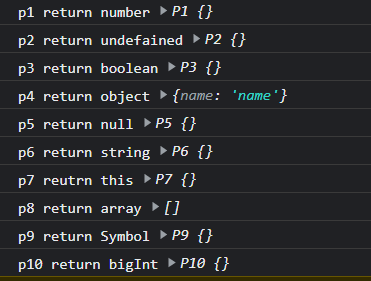 p1 return number ▶P1 {}
p2 return undefained ▶P2 {}
p3 return boolean ▶P3 {}
p4 return object ▶{name: 'name'}
p5 return null ▶P5 {}
p6 return string ▶P6 {}
p7 reutrn this ▶P7 {}
p8 return array ▶[]
p9 return Symbol ▶P9 {}
p10 return bigInt ▶P10 {}